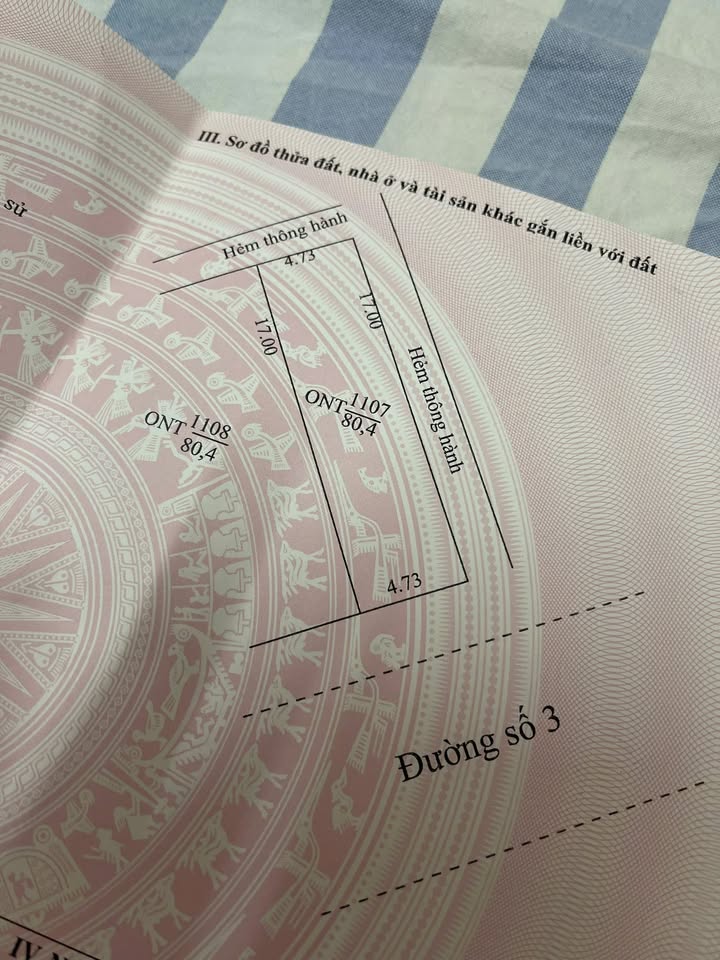 III. Sơ đồ thửa đất, nhà ở và tài sản khác gắn liền với đất
sử
Hẻm thông hành
4.73
17.00
17.00
Hẻm thông hành
ONT 1107
80,4
ONT 1108
80,4
4.73
Đường số 3
IV